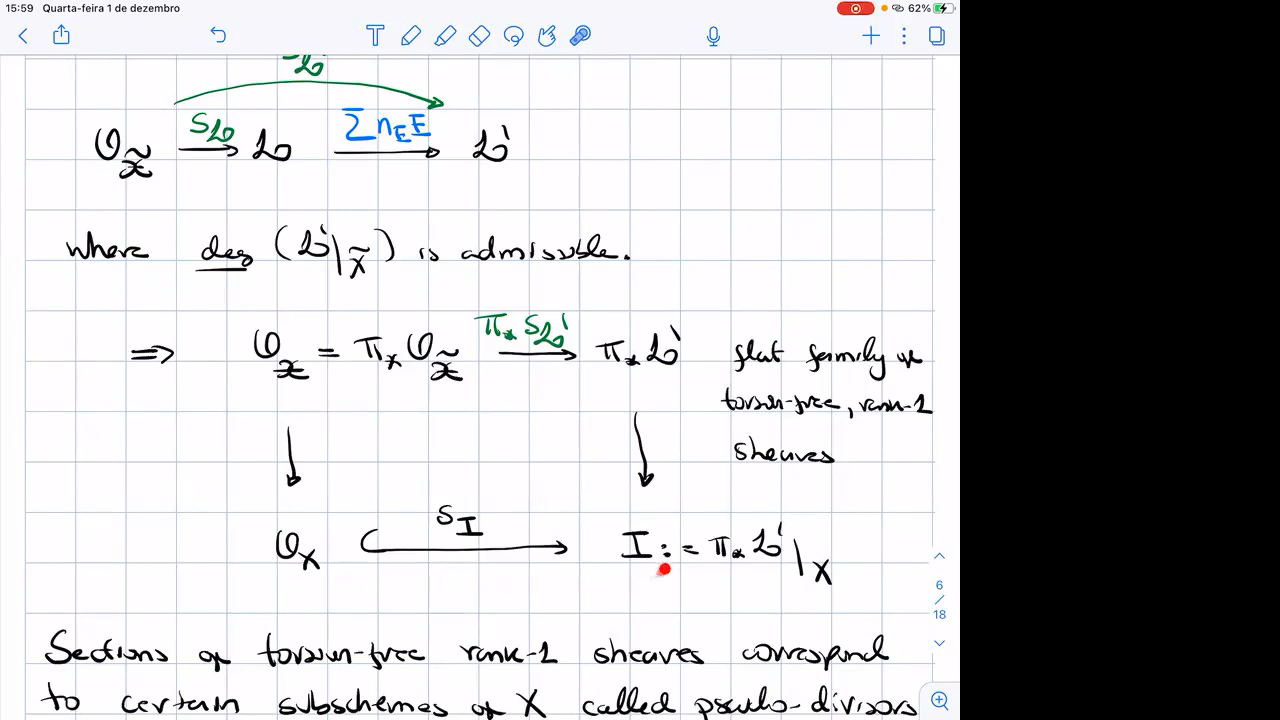 15:59 Quarta-feira 1 de dezembro 62%
𝒪_𝒳̃ →(s_ℒ) ℒ →(Σ n_E E) ℒ'
where deg (ℒ'|_X̃) is admissible.
⇒ 𝒪_𝒳 = π_* 𝒪_𝒳̃ →(π_* s_ℒ') π_* ℒ' flat family of
torsion-free, rank-1
sheaves
𝒪_X ↪(s_I) I := π_* ℒ'|_X
6
/
18
Sections of torsion-free rank-1 sheaves correspond
to certain subschemes of X called pseudo-divisors